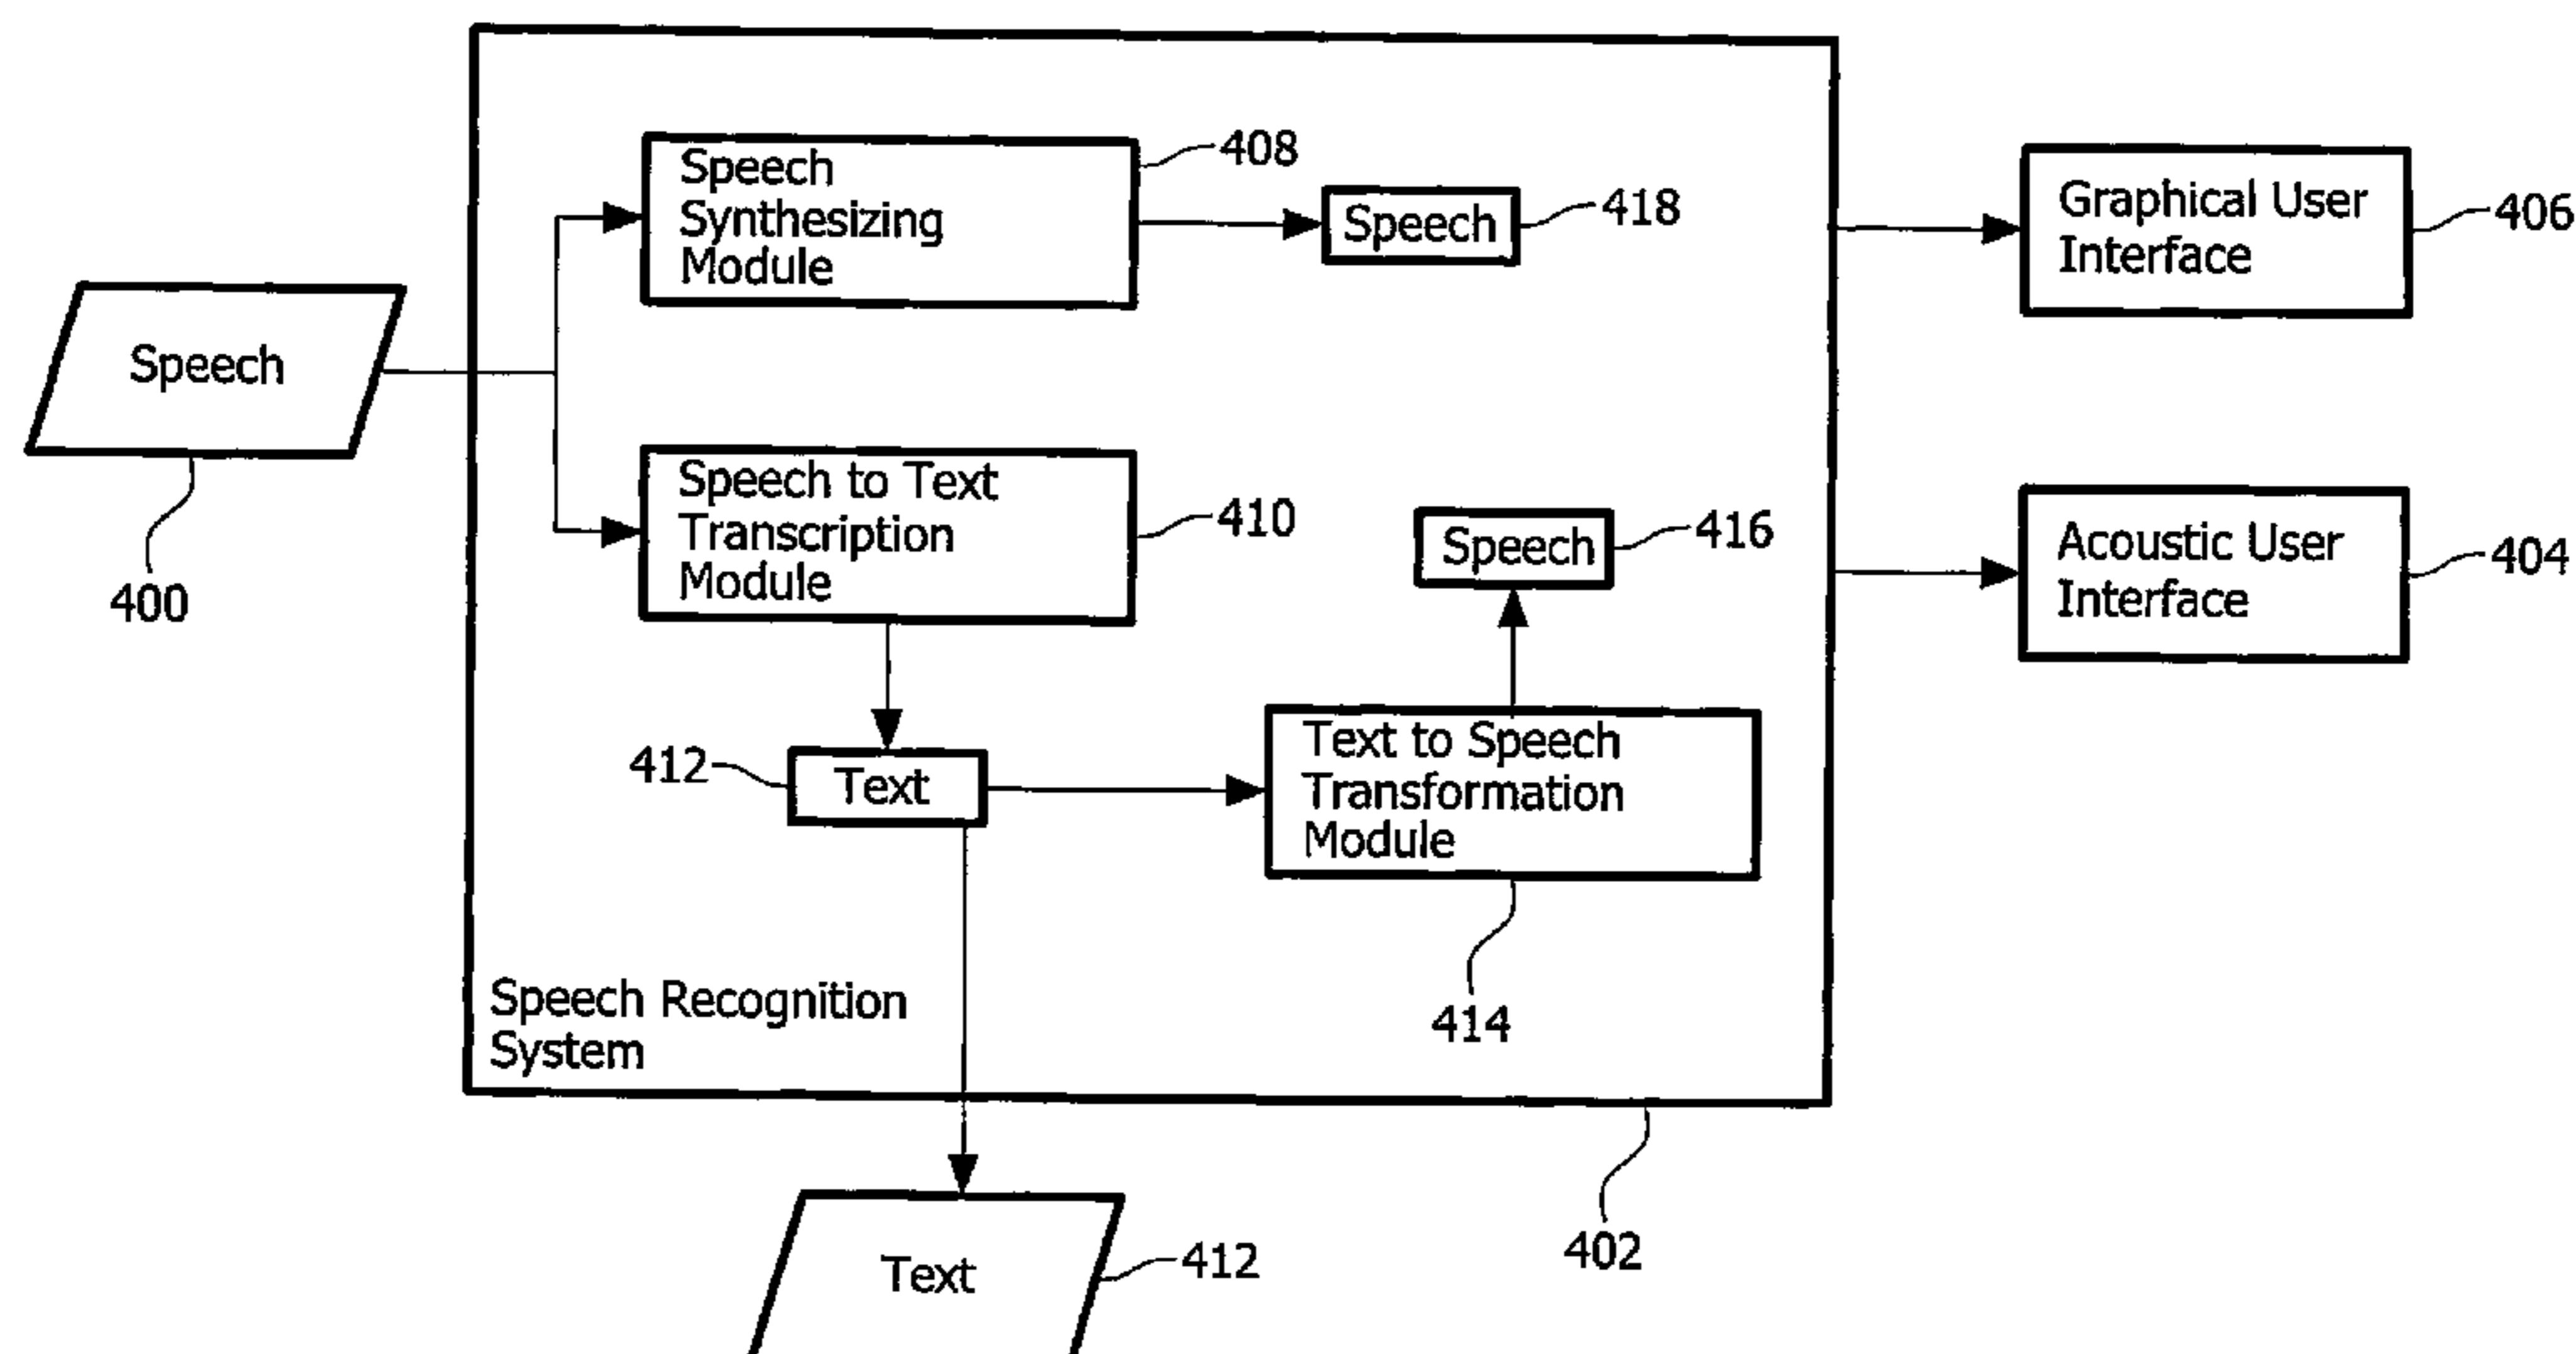 Speech
Synthesizing
Module
408
Speech
418
Graphical User
Interface
406
Speech
400
Speech to Text
Transcription
Module
410
Speech
416
Acoustic User
Interface
404
412
Text
Text to Speech
Transformation
Module
414
Speech Recognition
System
402
Text
412